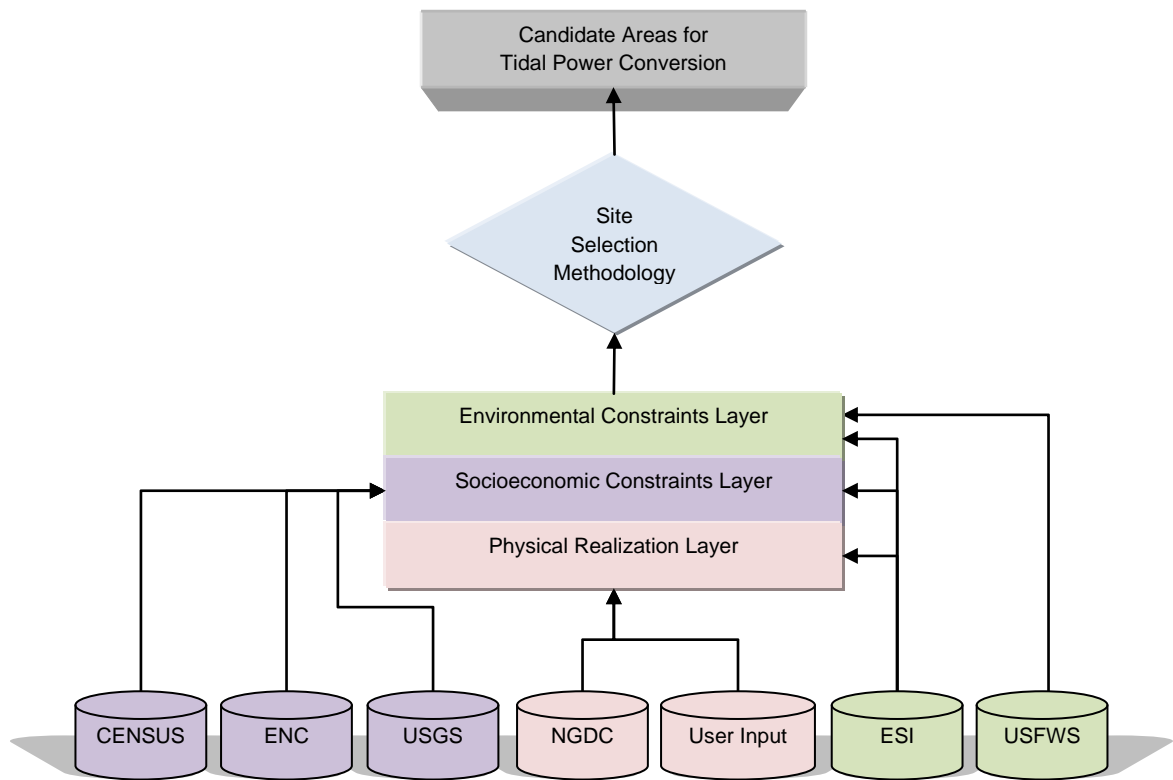 Candidate Areas for
Tidal Power Conversion
Site
Selection
Methodology
Environmental Constraints Layer
Socioeconomic Constraints Layer
Physical Realization Layer
CENSUS
ENC
USGS
NGDC
User Input
ESI
USFWS